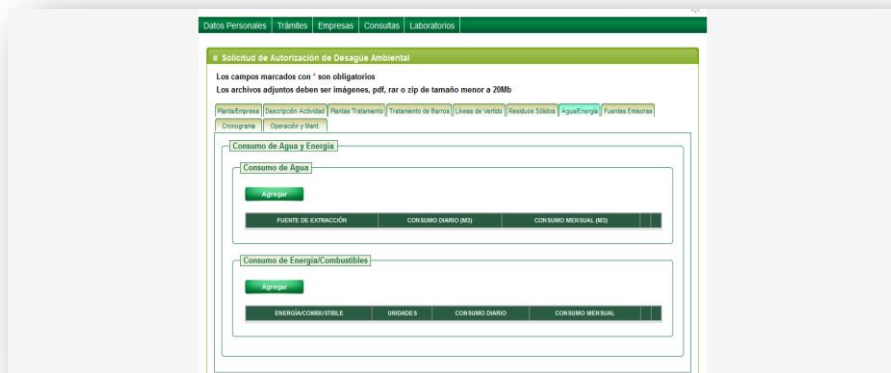 Datos Personales Trámites Empresas Consultas Laboratorios
Solicitud de Autorización de Desagüe Ambiental
Los campos marcados con * son obligatorios
Los archivos adjuntos deben ser imágenes, pdf, rar o zip de tamaño menor a 20Mb
Planta/Empresa Descripción Actividad Plantas Tratamiento Tratamiento de Barros Líneas de Vertido Residuos Sólidos Agua/Energía Fuentes Emisoras
Cronograma Operación y Mant.
Consumo de Agua y Energía
Consumo de Agua
Agregar
FUENTE DE EXTRACCIÓN CONSUMO DIARIO (M3) CONSUMO MENSUAL (M3)
Consumo de Energía/Combustibles
Agregar
ENERGÍA/COMBUSTIBLE UNIDADES CONSUMO DIARIO CONSUMO MENSUAL